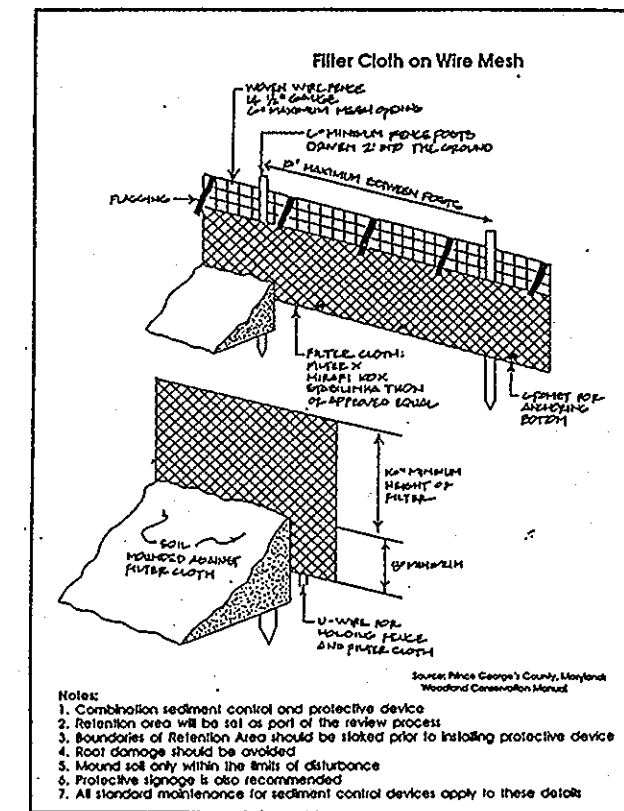 Filter Cloth on Wire Mesh
WOVEN WIRE FENCE
14 1/2" GAUGE
6" MAXIMUM MESH OPENING
6" MINIMUM FENCE POSTS
DRIVEN 2' INTO THE GROUND
MAXIMUM BETWEEN POSTS
FLAGGING
FILTER CLOTH:
FILTER X
MIRAFI
OR APPROVED EQUAL
GROMET FOR
ANCHORING
BOTTOM
MINIMUM
HEIGHT OF
FILTER
SOIL
MOUNDED AGAINST
FILTER CLOTH
U-WIRE FOR
HOLDING FENCE
AND FILTER CLOTH
Source: Prince George's County, Maryland
Woodland Conservation Manual
Notes:
1. Combination sediment control and protective device
2. Retention area will be set as part of the review process
3. Boundaries of Retention Area should be staked prior to installing protective device
4. Root damage should be avoided
5. Mound soil only within the limits of disturbance
6. Protective signage is also recommended
7. All standard maintenance for sediment control devices apply to these details